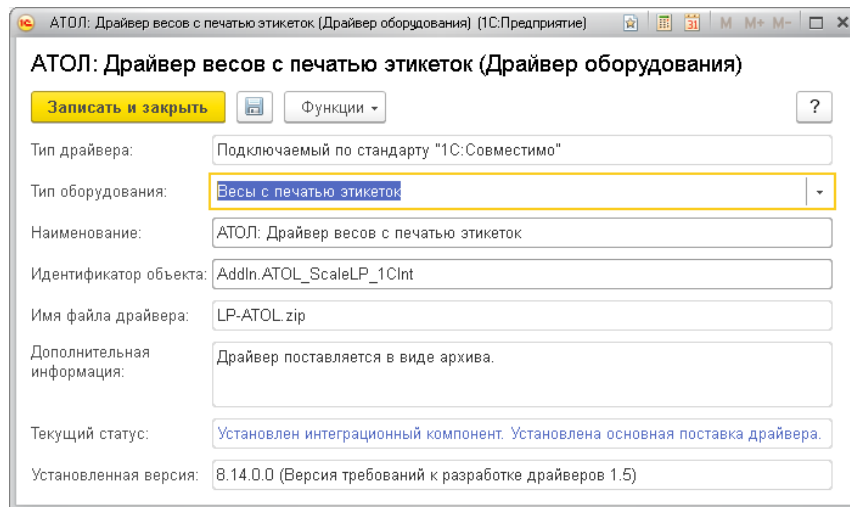 АТОЛ: Драйвер весов с печатью этикеток (Драйвер оборудования) (1С:Предприятие)
M M+ M-
АТОЛ: Драйвер весов с печатью этикеток (Драйвер оборудования)
Записать и закрыть
Функции
?
Тип драйвера:
Подключаемый по стандарту "1С:Совместимо"
Тип оборудования:
Весы с печатью этикеток
Наименование:
АТОЛ: Драйвер весов с печатью этикеток
Идентификатор объекта:
AddIn.ATOL_ScaleLP_1CInt
Имя файла драйвера:
LP-ATOL.zip
Дополнительная
информация:
Драйвер поставляется в виде архива.
Текущий статус:
Установлен интеграционный компонент. Установлена основная поставка драйвера.
Установленная версия:
8.14.0.0 (Версия требований к разработке драйверов 1.5)